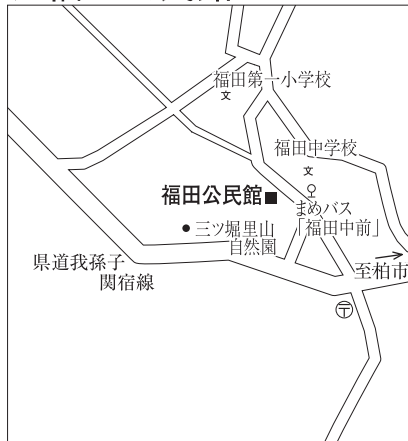 福田第一小学校
文
福田中学校
文
福田公民館■
まめバス
「福田中前」
●三ツ堀里山
自然園
県道我孫子
関宿線
至柏市
〒